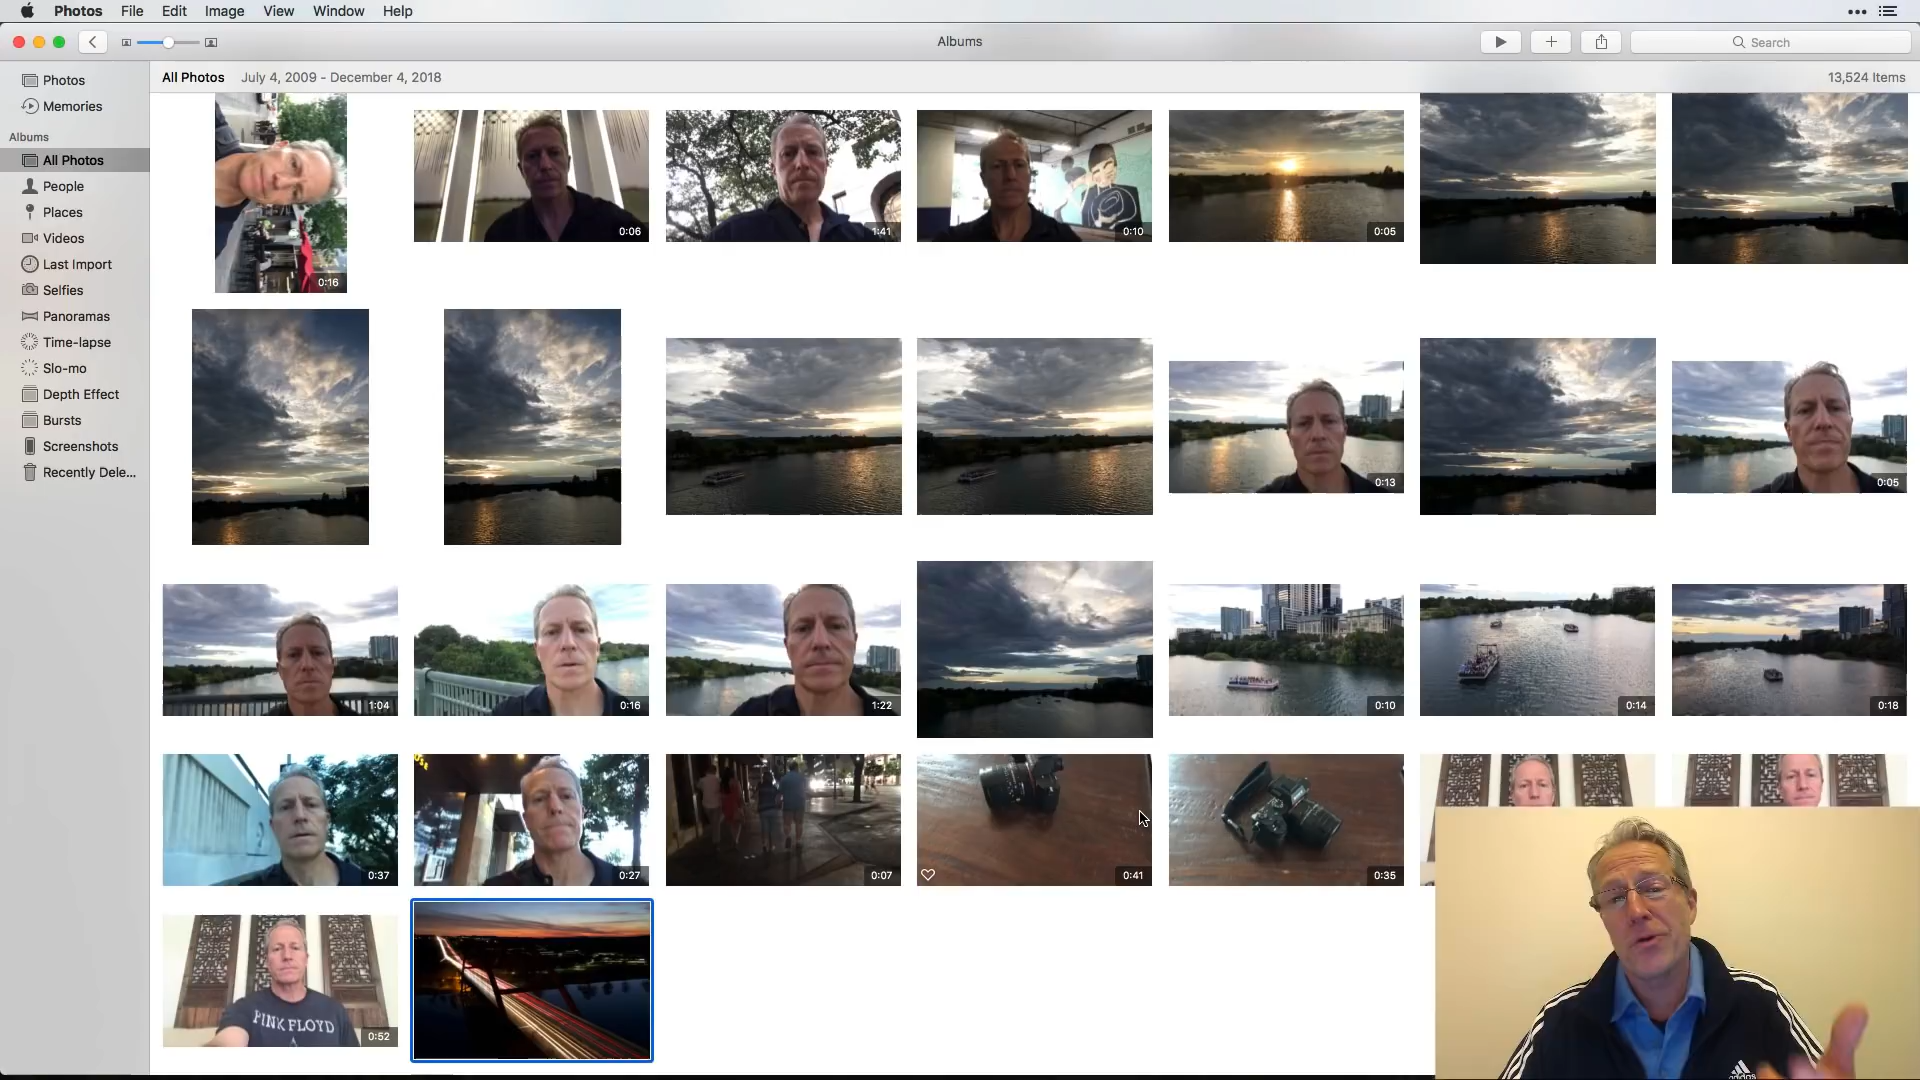 Photos File Edit Image View Window Help
Albums
Search
Photos
Memories
Albums
All Photos
People
Places
Videos
Last Import
Selfies
Panoramas
Time-lapse
Slo-mo
Depth Effect
Bursts
Screenshots
Recently Dele...
All Photos July 4, 2009 - December 4, 2018
13,524 Items
0:16
0:06
1:41
0:10
0:05
0:13
0:05
1:04
0:16
1:22
0:10
0:14
0:18
0:37
0:27
0:07
0:41
0:35
PINK FLOYD
0:52
adidas